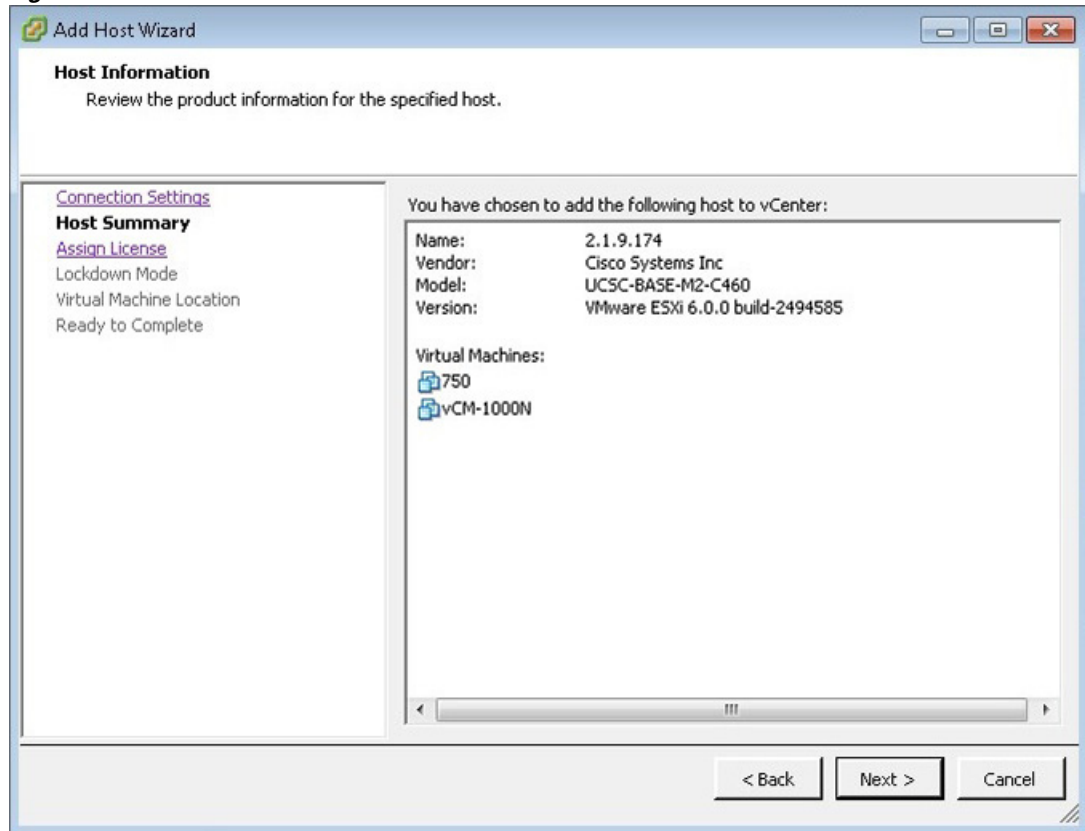 Add Host Wizard
Host Information
Review the product information for the specified host.
Connection Settings
Host Summary
Assign License
Lockdown Mode
Virtual Machine Location
Ready to Complete
You have chosen to add the following host to vCenter:
Name: 2.1.9.174
Vendor: Cisco Systems Inc
Model: UCSC-BASE-M2-C460
Version: VMware ESXi 6.0.0 build-2494585
Virtual Machines:
750
vCM-1000N
< Back Next > Cancel